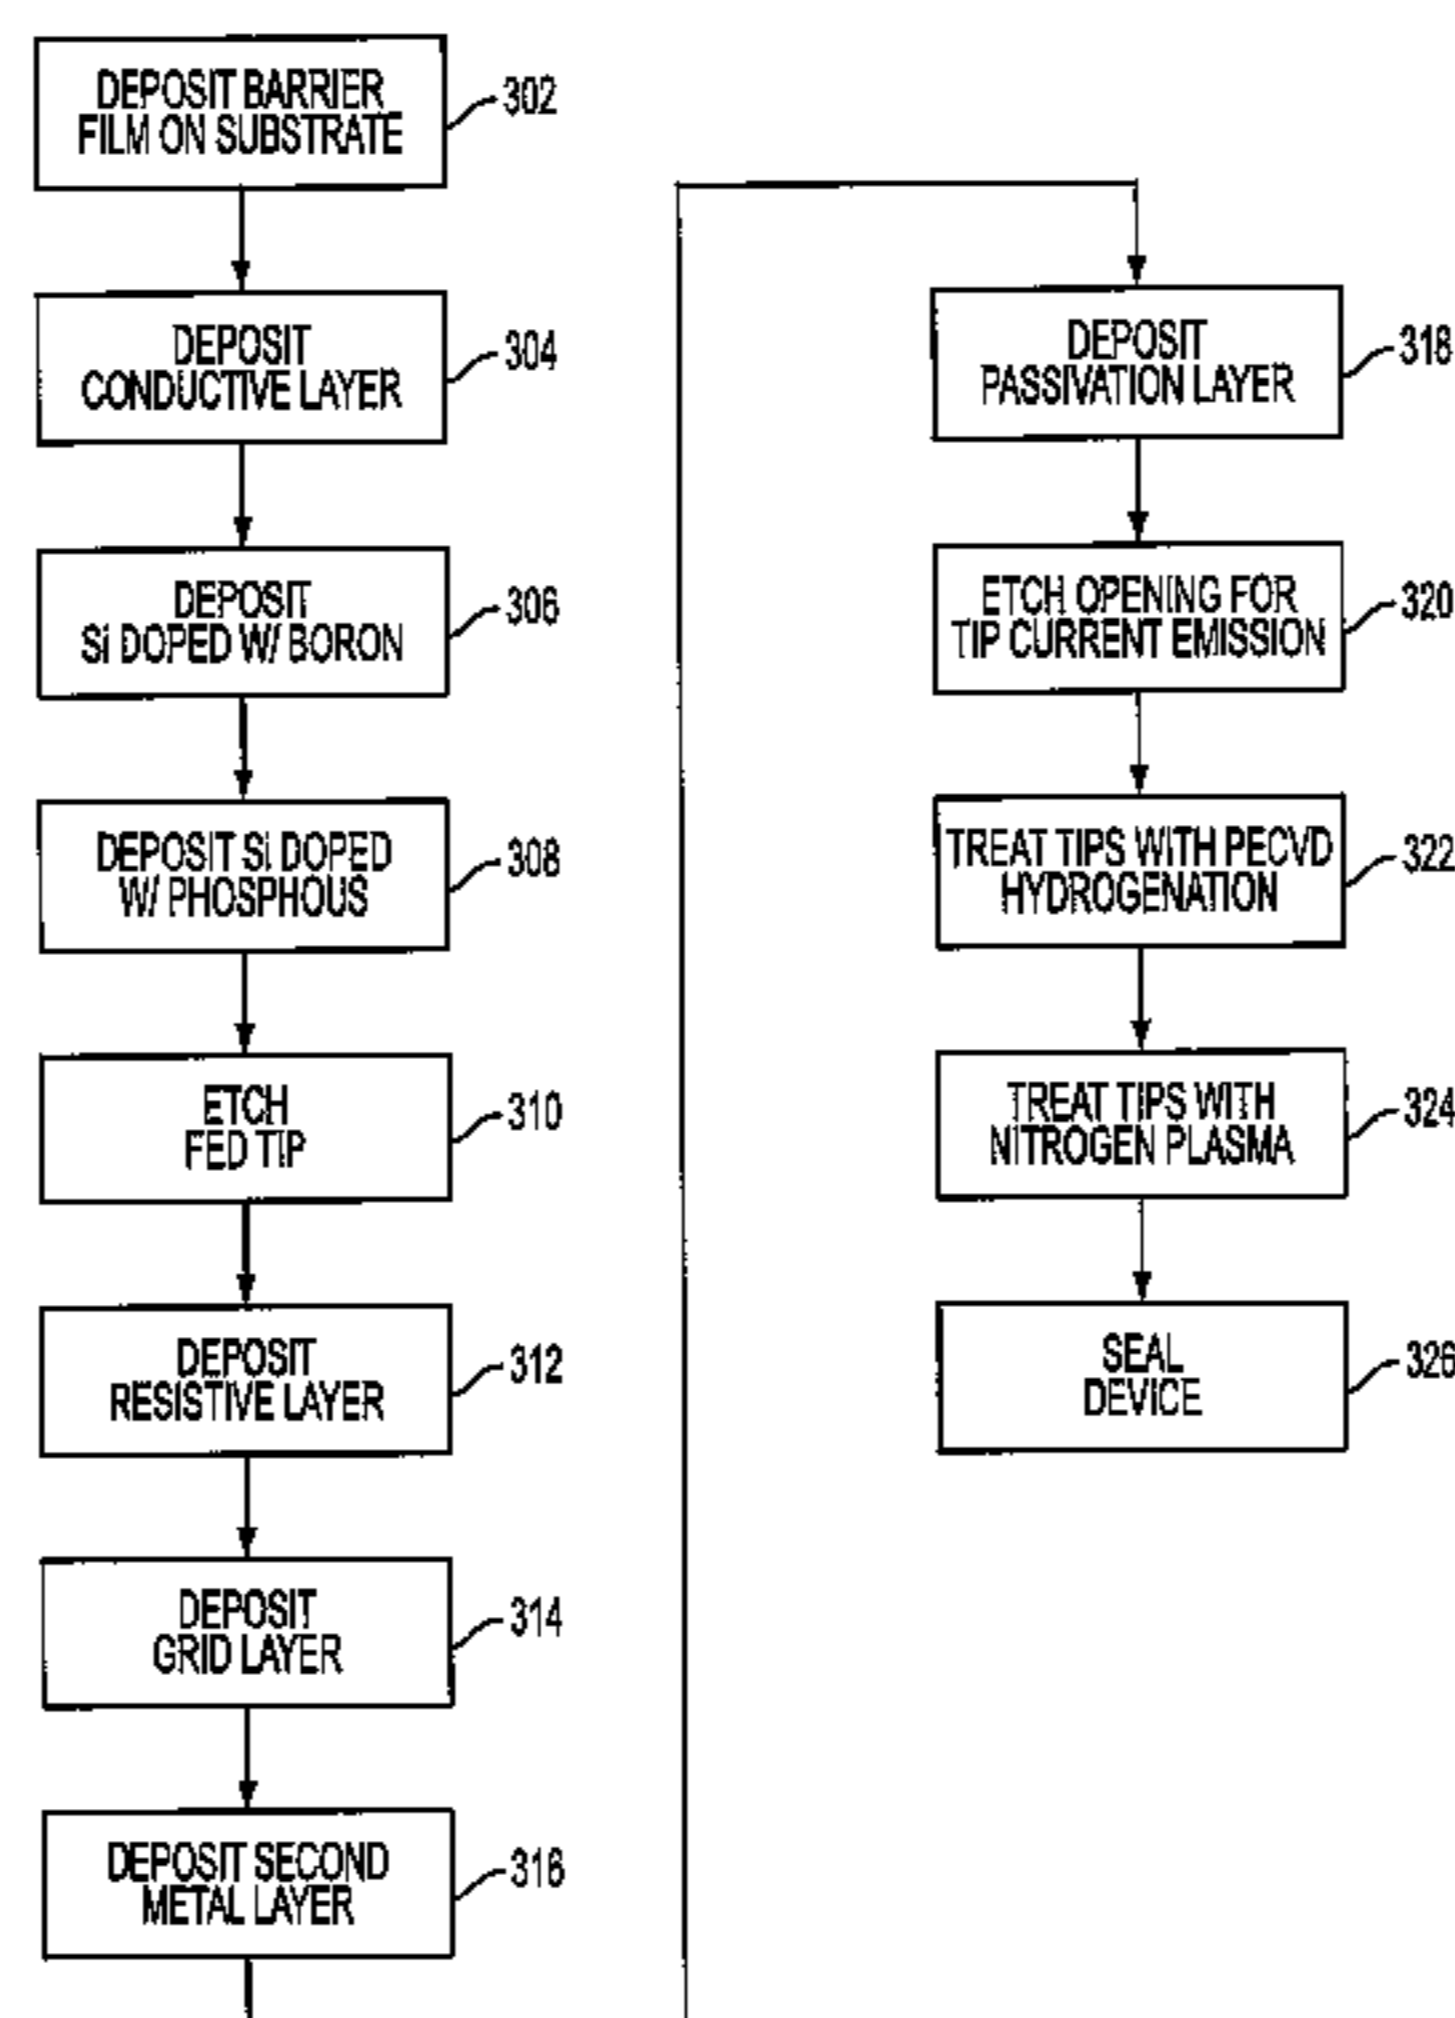 DEPOSIT BARRIER
FILM ON SUBSTRATE
302
DEPOSIT
CONDUCTIVE LAYER
304
DEPOSIT
Si DOPED W/ BORON
306
DEPOSIT Si DOPED
W/ PHOSPHOUS
308
ETCH
FED TIP
310
DEPOSIT
RESISTIVE LAYER
312
DEPOSIT
GRID LAYER
314
DEPOSIT SECOND
METAL LAYER
316
DEPOSIT
PASSIVATION LAYER
318
ETCH OPENING FOR
TIP CURRENT EMISSION
320
TREAT TIPS WITH PECVD
HYDROGENATION
322
TREAT TIPS WITH
NITROGEN PLASMA
324
SEAL
DEVICE
326